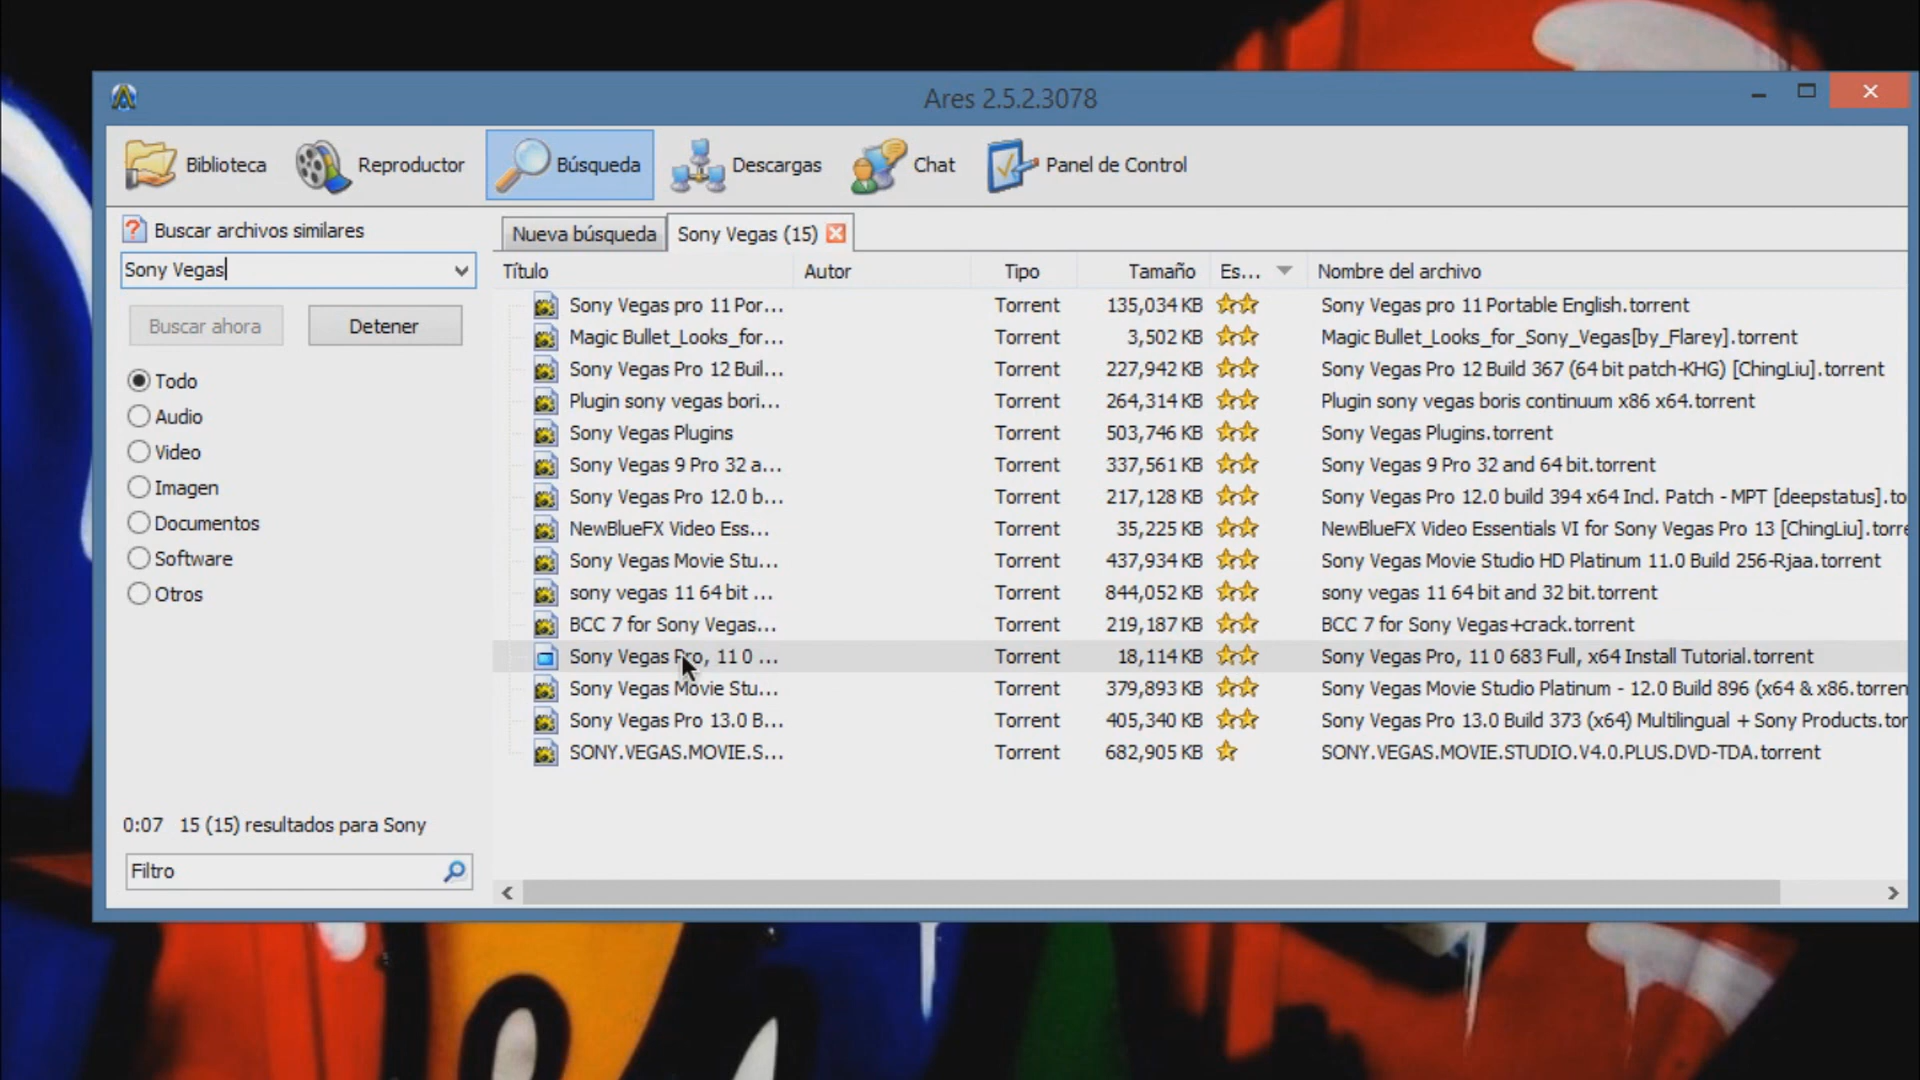 Ares 2.5.2.3078
Biblioteca Reproductor Búsqueda Descargas Chat Panel de Control
Buscar archivos similares
Sony Vegas
Buscar ahora Detener
Todo
Audio
Video
Imagen
Documentos
Software
Otros
0:07 15 (15) resultados para Sony
Filtro
Nueva búsqueda Sony Vegas (15)
Título Autor Tipo Tamaño Es... Nombre del archivo
Sony Vegas pro 11 Por... Torrent 135,034 KB Sony Vegas pro 11 Portable English.torrent
Magic Bullet_Looks_for... Torrent 3,502 KB Magic Bullet_Looks_for_Sony_Vegas[by_Flarey].torrent
Sony Vegas Pro 12 Buil... Torrent 227,942 KB Sony Vegas Pro 12 Build 367 (64 bit patch-KHG) [ChingLiu].torrent
Plugin sony vegas bori... Torrent 264,314 KB Plugin sony vegas boris continuum x86 x64.torrent
Sony Vegas Plugins Torrent 503,746 KB Sony Vegas Plugins.torrent
Sony Vegas 9 Pro 32 a... Torrent 337,561 KB Sony Vegas 9 Pro 32 and 64 bit.torrent
Sony Vegas Pro 12.0 b... Torrent 217,128 KB Sony Vegas Pro 12.0 build 394 x64 Incl. Patch - MPT [deepstatus].to
NewBlueFX Video Ess... Torrent 35,225 KB NewBlueFX Video Essentials VI for Sony Vegas Pro 13 [ChingLiu].torre
Sony Vegas Movie Stu... Torrent 437,934 KB Sony Vegas Movie Studio HD Platinum 11.0 Build 256-Rjaa.torrent
sony vegas 11 64 bit ... Torrent 844,052 KB sony vegas 11 64 bit and 32 bit.torrent
BCC 7 for Sony Vegas... Torrent 219,187 KB BCC 7 for Sony Vegas+crack.torrent
Sony Vegas Pro, 11 0 ... Torrent 18,114 KB Sony Vegas Pro, 11 0 683 Full, x64 Install Tutorial.torrent
Sony Vegas Movie Stu... Torrent 379,893 KB Sony Vegas Movie Studio Platinum - 12.0 Build 896 (x64 & x86.torren
Sony Vegas Pro 13.0 B... Torrent 405,340 KB Sony Vegas Pro 13.0 Build 373 (x64) Multilingual + Sony Products.tor
SONY.VEGAS.MOVIE.S... Torrent 682,905 KB SONY.VEGAS.MOVIE.STUDIO.V4.0.PLUS.DVD-TDA.torrent